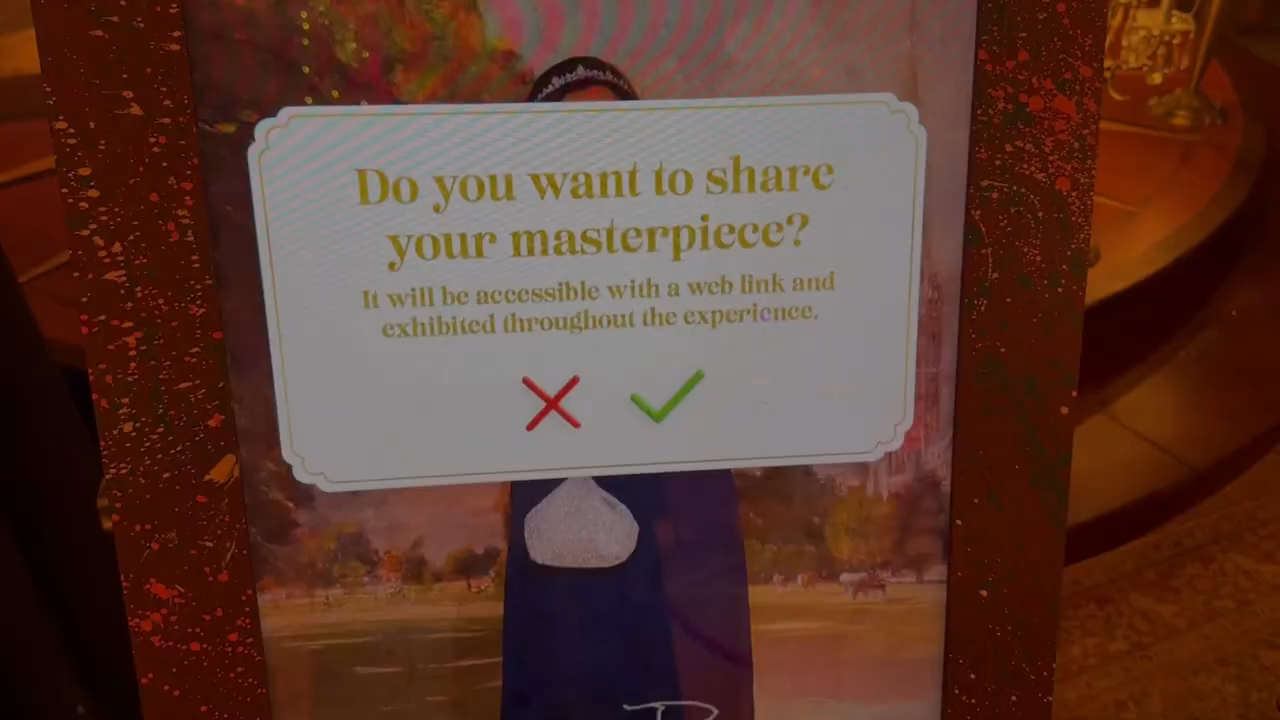 Do you want to share
your masterpiece?
It will be accessible with a web link and
exhibited throughout the experience.